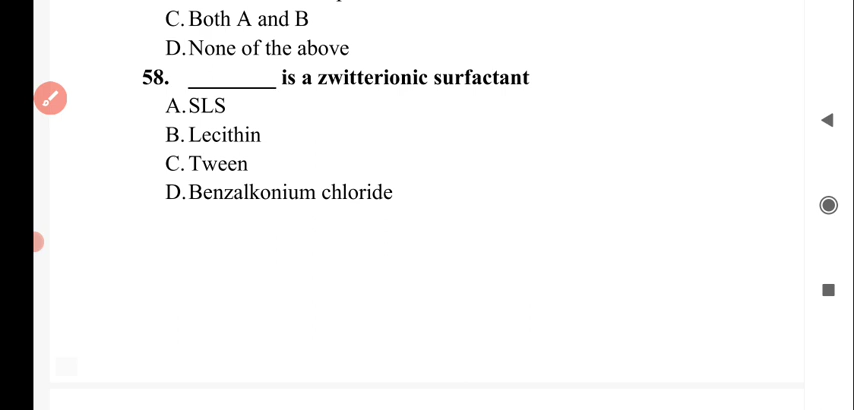 C. Both A and B
D. None of the above
58. ________ is a zwitterionic surfactant
A. SLS
B. Lecithin
C. Tween
D. Benzalkonium chloride